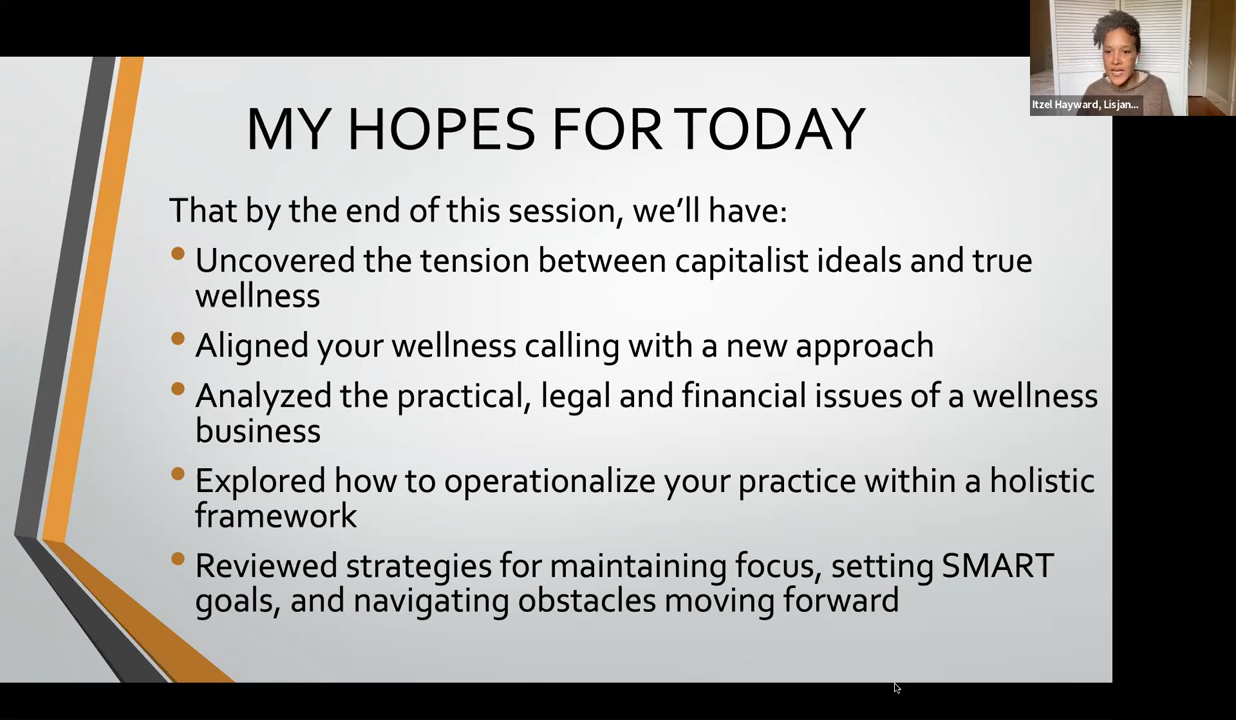 MY HOPES FOR TODAY
Itzel Hayward, Lisjan...
That by the end of this session, we’ll have:
• Uncovered the tension between capitalist ideals and true
wellness
• Aligned your wellness calling with a new approach
• Analyzed the practical, legal and financial issues of a wellness
business
• Explored how to operationalize your practice within a holistic
framework
• Reviewed strategies for maintaining focus, setting SMART
goals, and navigating obstacles moving forward